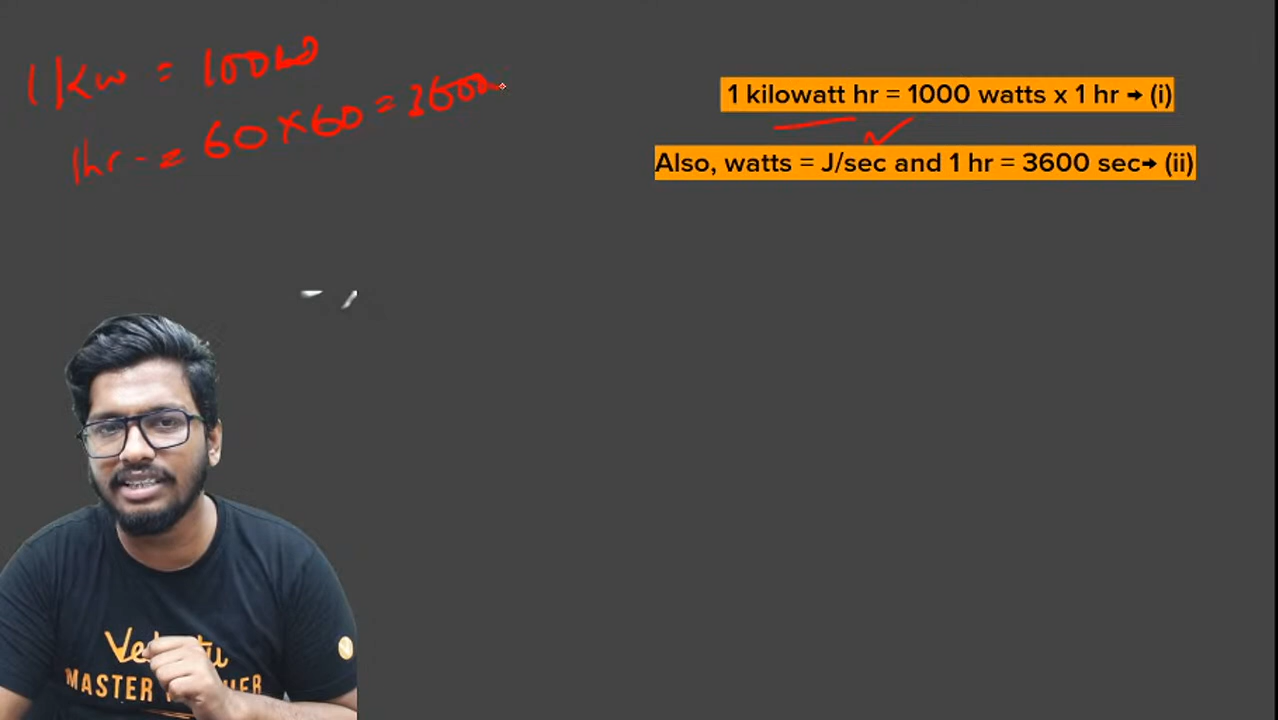 1 Kw = 1000
1hr = 60 × 60 = 3600
1 kilowatt hr = 1000 watts x 1 hr → (i)
Also, watts = J/sec and 1 hr = 3600 sec→ (ii)
MASTER